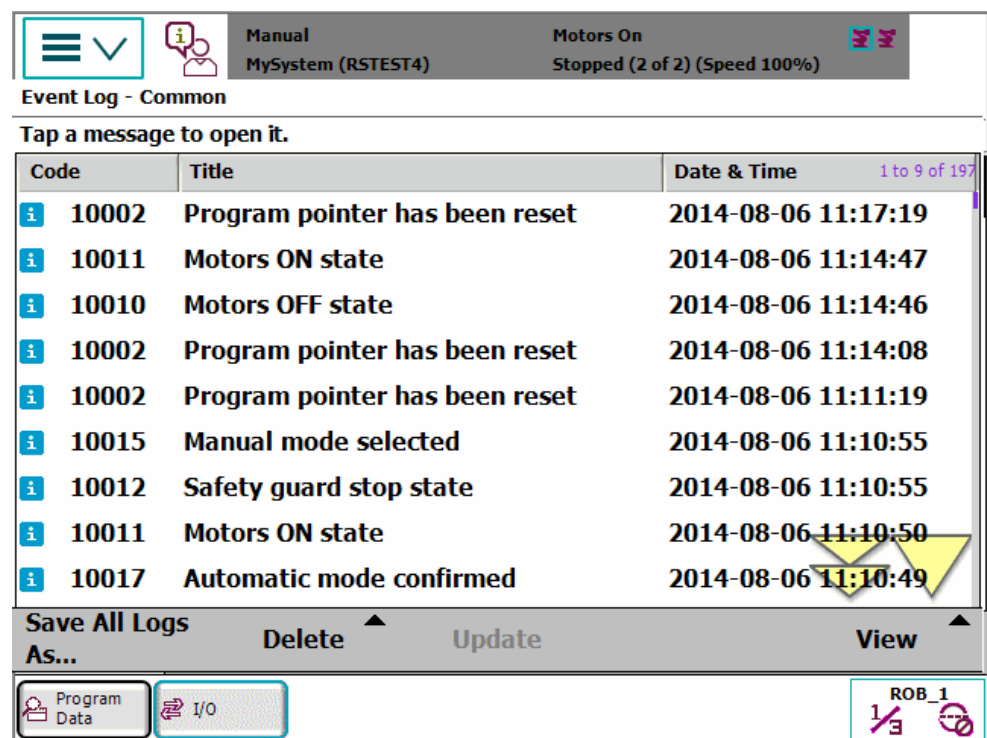 Manual
Motors On
MySystem (RSTEST4)
Stopped (2 of 2) (Speed 100%)
Event Log - Common
Tap a message to open it.
Code Title Date & Time 1 to 9 of 197
10002 Program pointer has been reset 2014-08-06 11:17:19
10011 Motors ON state 2014-08-06 11:14:47
10010 Motors OFF state 2014-08-06 11:14:46
10002 Program pointer has been reset 2014-08-06 11:14:08
10002 Program pointer has been reset 2014-08-06 11:11:19
10015 Manual mode selected 2014-08-06 11:10:55
10012 Safety guard stop state 2014-08-06 11:10:55
10011 Motors ON state 2014-08-06 11:10:50
10017 Automatic mode confirmed 2014-08-06 11:10:49
Save All Logs
As...
Delete
Update
View
Program
Data
I/O
ROB_1
1/3